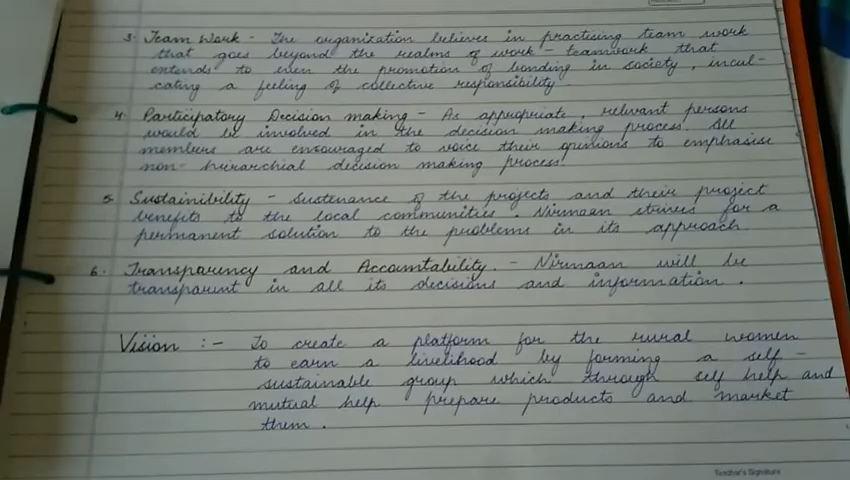 3. Team Work - The organization believes in practising team work
that goes beyond the realms of work - teamwork that
entends to even the promotion of bonding in society, incul-
cating a feeling of collective responsibility.
4. Participatory Decision making - As appropriate, relevant persons
would be involved in the decision making process. All
members are encouraged to voice their opinions to emphasise
non-heirarchial decision making process.
5. Sustainibility - Sustenance of the projects and their project
benefits to the local communities. Nirmaan strives for a
permanent solution to the problems in its approach.
6. Transparency and Accountability. - Nirmaan will be
transparent in all its decisions and information.
Vision :- To create a platform for the rural women
to earn a livelihood by forming a self-
sustainable group which through self help and
mutual help prepare products and market
them.
Teacher's Signature